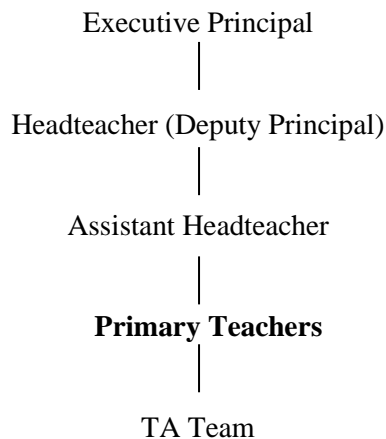 Executive Principal
Headteacher (Deputy Principal)
Assistant Headteacher
Primary Teachers
TA Team